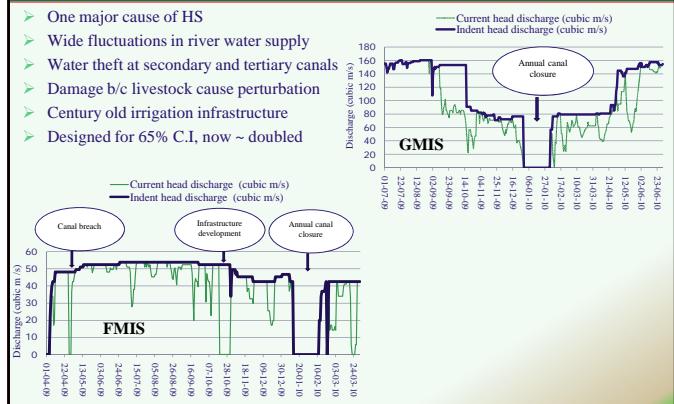 One major cause of HS
Wide fluctuations in river water supply
Water theft at secondary and tertiary canals
Damage b/c livestock cause perturbation
Century old irrigation infrastructure
Designed for 65% C.I, now ~ doubled
Current head discharge (cubic m/s)
Indent head discharge (cubic m/s)
Discharge (cubic m/s)
180
160
140
120
100
80
60
40
20
0
Annual canal
closure
GMIS
01-07-09
22-07-09
12-08-09
02-09-09
23-09-09
14-10-09
04-11-09
25-11-09
16-12-09
06-01-10
27-01-10
17-02-10
10-03-10
31-03-10
21-04-10
12-05-10
02-06-10
23-06-10
Current head discharge (cubic m/s)
Indent head discharge (cubic m/s)
Canal breach
Infrastructure
development
Annual canal
closure
Discharge (cubic m /s)
60
50
40
30
20
10
0
FMIS
01-04-09
22-04-09
13-05-09
03-06-09
24-06-09
15-07-09
05-08-09
26-08-09
16-09-09
07-10-09
28-10-09
18-11-09
09-12-09
30-12-09
20-01-10
10-02-10
03-03-10
24-03-10